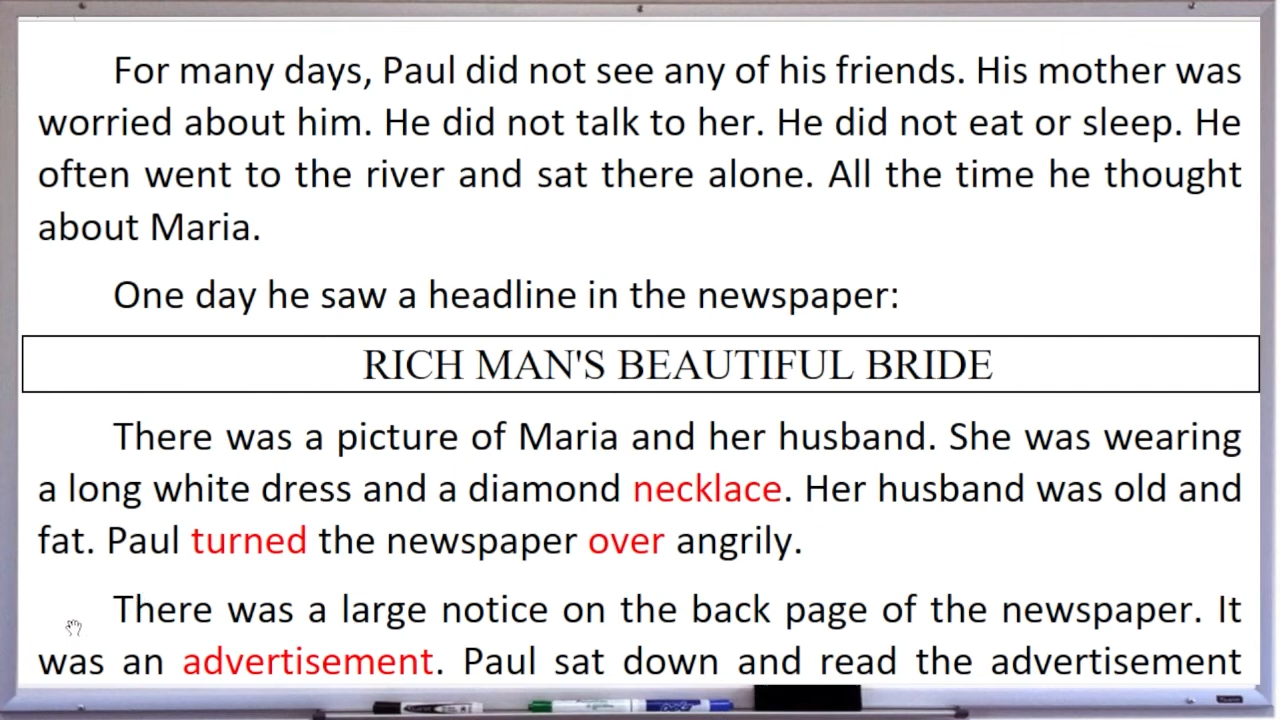 For many days, Paul did not see any of his friends. His mother was
worried about him. He did not talk to her. He did not eat or sleep. He
often went to the river and sat there alone. All the time he thought
about Maria.
One day he saw a headline in the newspaper:
RICH MAN'S BEAUTIFUL BRIDE
There was a picture of Maria and her husband. She was wearing
a long white dress and a diamond necklace. Her husband was old and
fat. Paul turned the newspaper over angrily.
There was a large notice on the back page of the newspaper. It
was an advertisement. Paul sat down and read the advertisement